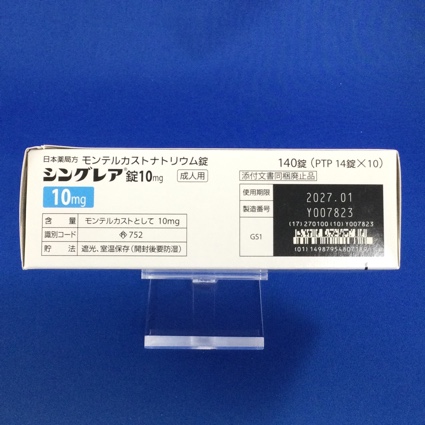 日本薬局方 モンテルカストナトリウム錠
シングレア®錠10mg 成人用
10mg
含量 モンテルカストとして 10mg
識別コード 752
貯法 遮光、室温保存(開封後要防湿)
140錠 (PTP 14錠×10)
添付文書同梱廃止品
使用期限 2027.01
製造番号 Y007823
(17)270100(10)Y007823
GS1